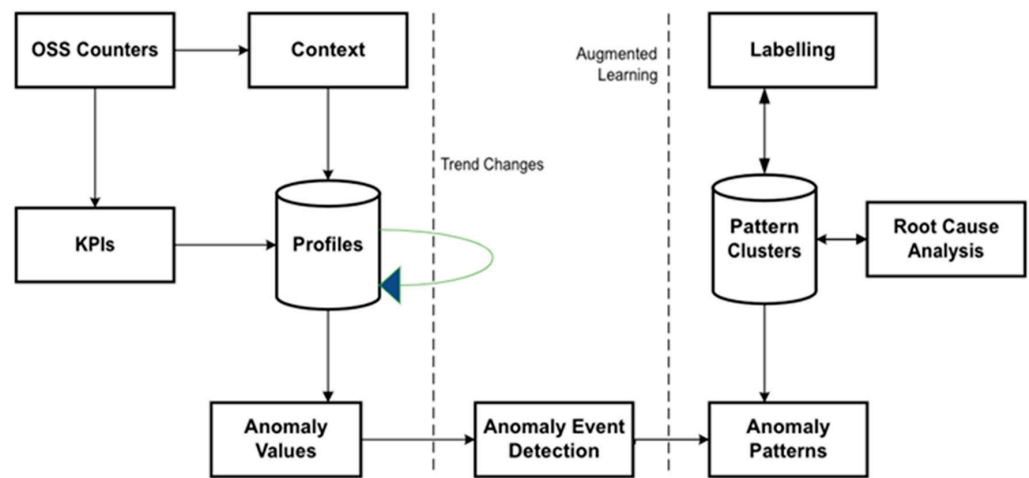 OSS Counters
Context
Augmented
Learning
Labelling
Trend Changes
KPIs
Profiles
Pattern
Clusters
Root Cause
Analysis
Anomaly
Values
Anomaly Event
Detection
Anomaly
Patterns